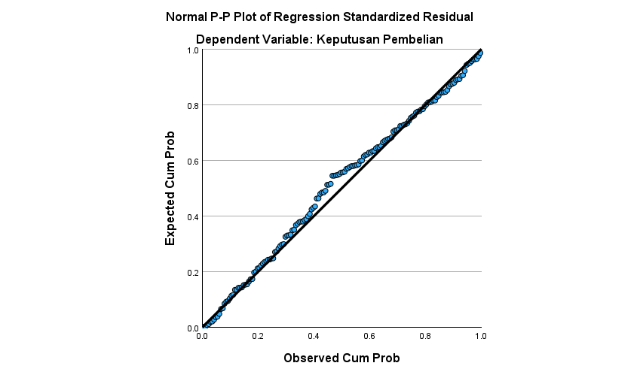 Normal P-P Plot of Regression Standardized Residual
Dependent Variable: Keputusan Pembelian
1.0
0.8
0.6
0.4
0.2
0.0
Expected Cum Prob
0.0 0.2 0.4 0.6 0.8 1.0
Observed Cum Prob